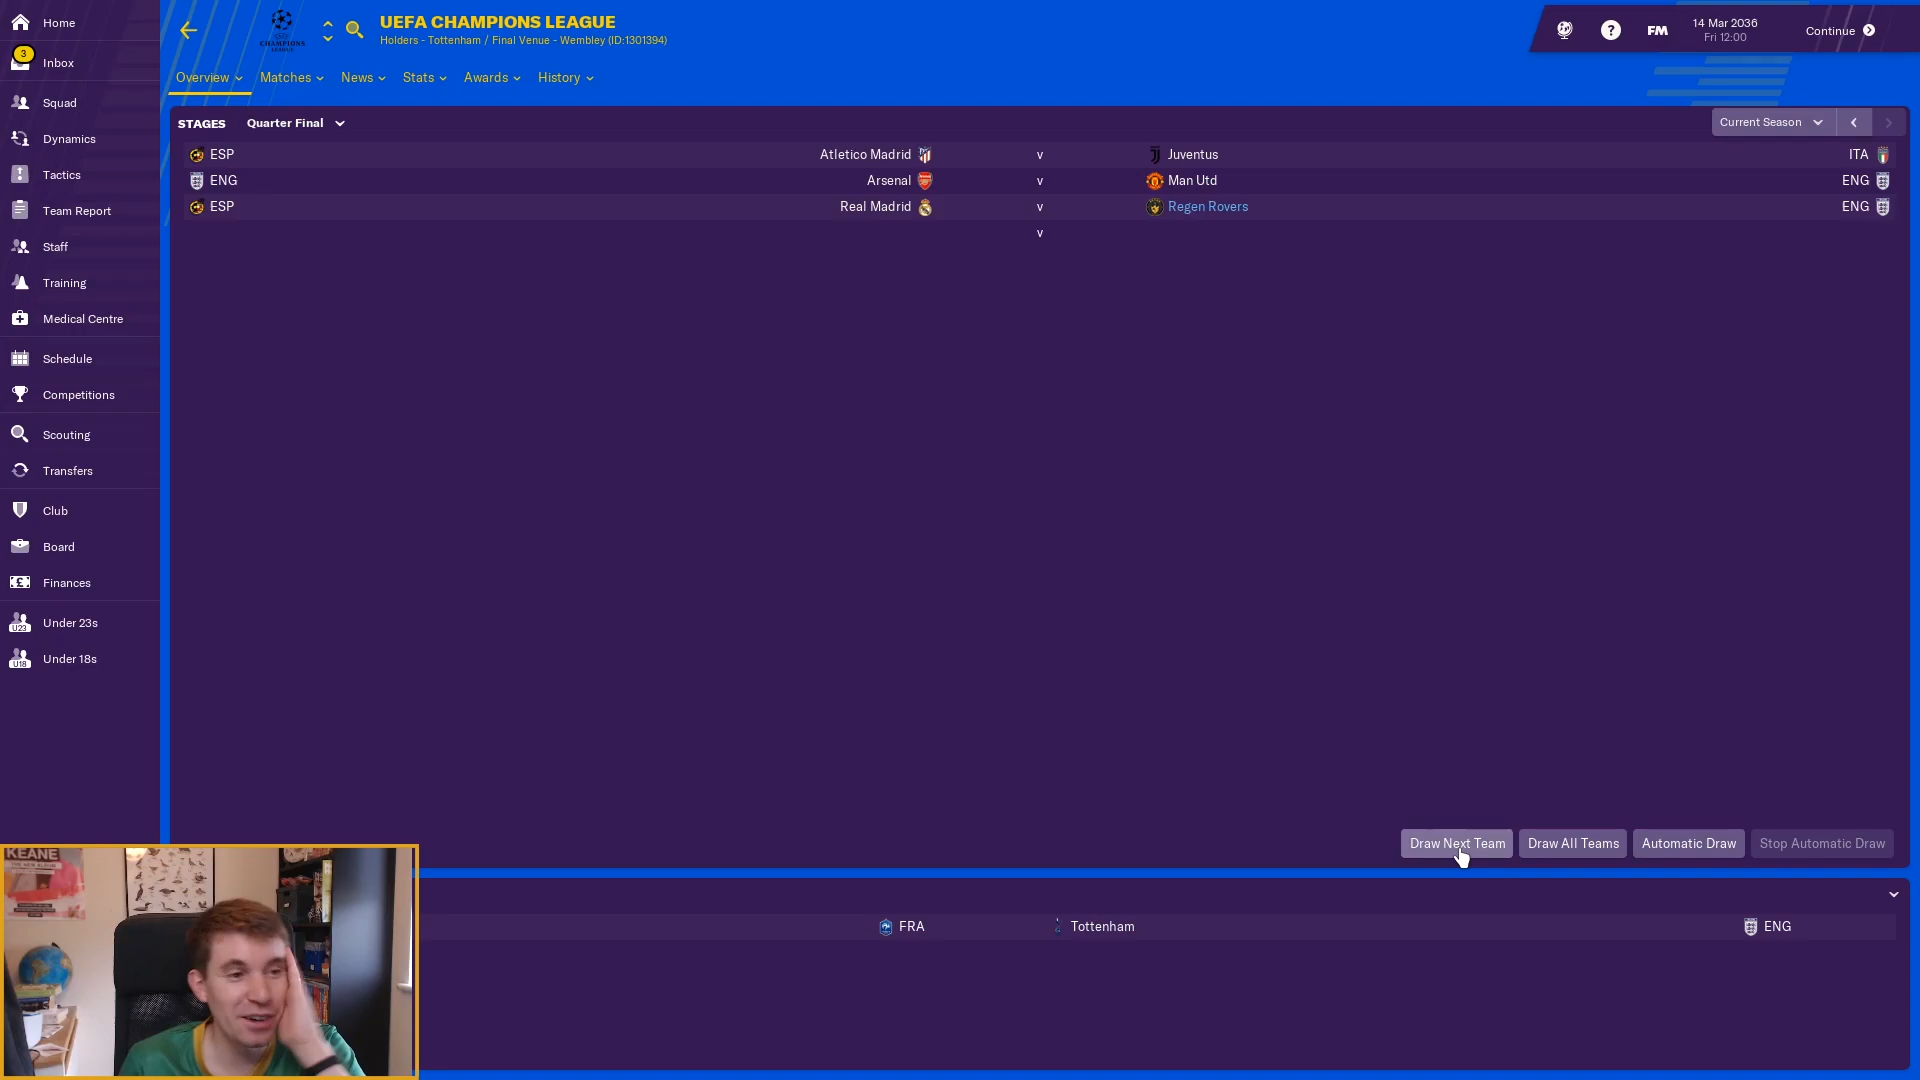 Home
3
Inbox
Squad
Dynamics
Tactics
Team Report
Staff
Training
Medical Centre
Schedule
Competitions
Scouting
Transfers
Club
Board
Finances
U23
Under 23s
U18
Under 18s
CHAMPIONS
LEAGUE
UEFA CHAMPIONS LEAGUE
Holders - Tottenham / Final Venue - Wembley (ID:1301394)
? FM 14 Mar 2036 Continue
Fri 12:00
Overview Matches News Stats Awards History
STAGES Quarter Final Current Season
ESP Atletico Madrid v Juventus ITA
ENG Arsenal v Man Utd ENG
ESP Real Madrid v Regen Rovers ENG
v
Draw Next Team Draw All Teams Automatic Draw Stop Automatic Draw
FRA Tottenham ENG
KEANE